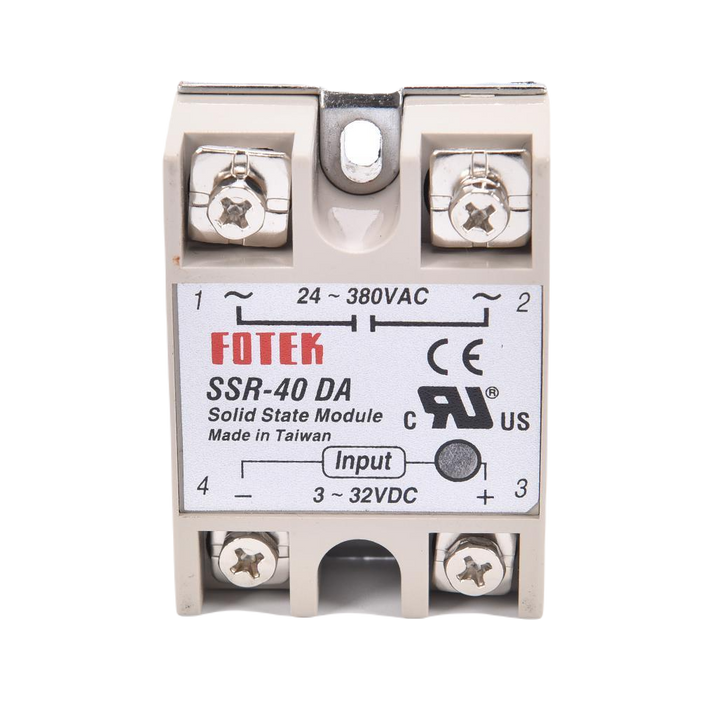 1 ~ 24 ~ 380VAC ~ 2
FOTEK
CE
SSR-40 DA
Solid State Module
C RU® US
Made in Taiwan
Input
4 − 3 ~ 32VDC + 3